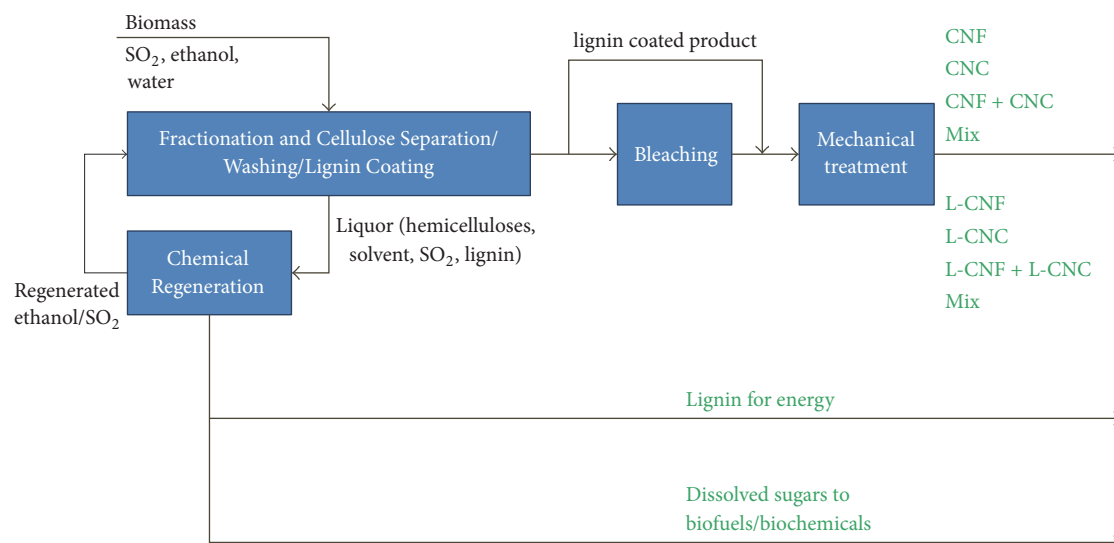 Biomass
SO₂, ethanol,
water
Fractionation and Cellulose Separation/
Washing/Lignin Coating
lignin coated product
Bleaching
Mechanical
treatment
CNF
CNC
CNF + CNC
Mix
L-CNF
L-CNC
L-CNF + L-CNC
Mix
Liquor (hemicelluloses,
solvent, SO₂, lignin)
Chemical
Regeneration
Regenerated
ethanol/SO₂
Lignin for energy
Dissolved sugars to
biofuels/biochemicals